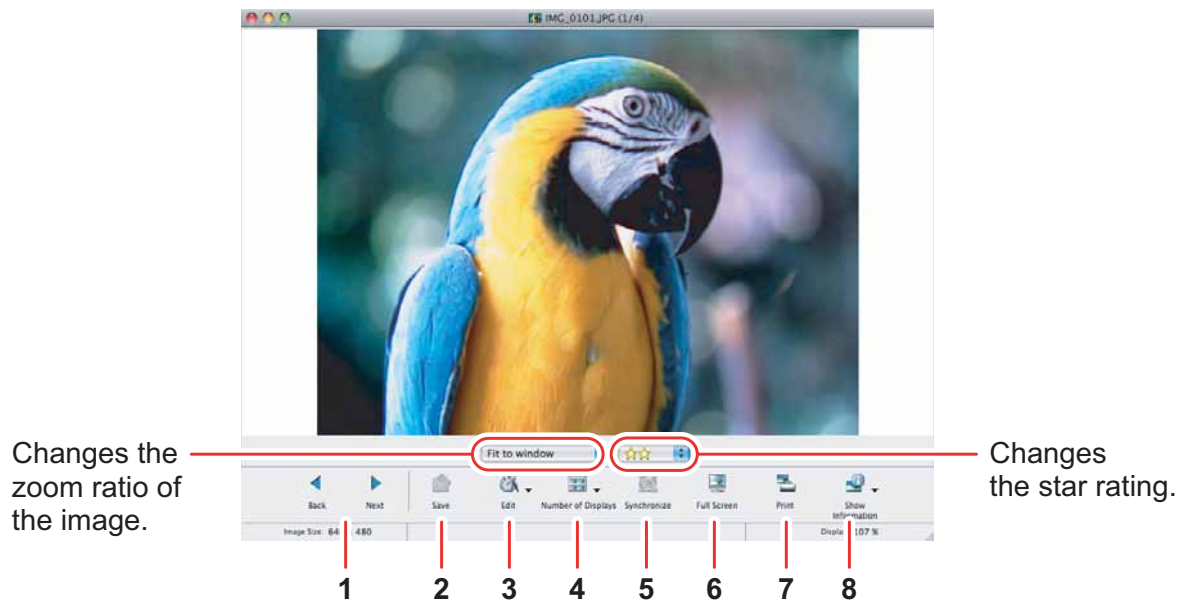 IMG_0101.JPG (1/4)
Changes the
zoom ratio of
the image.
Fit to window
Changes
the star rating.
Back
Next
Save
Edit
Number of Displays
Synchronize
Full Screen
Print
Show
Information
Image Size: 64 480
Display 107 %
1 2 3 4 5 6 7 8